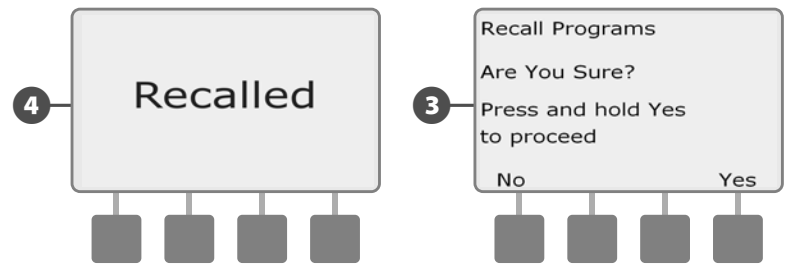 4
Recalled
3
Recall Programs
Are You Sure?
Press and hold Yes
to proceed
No Yes